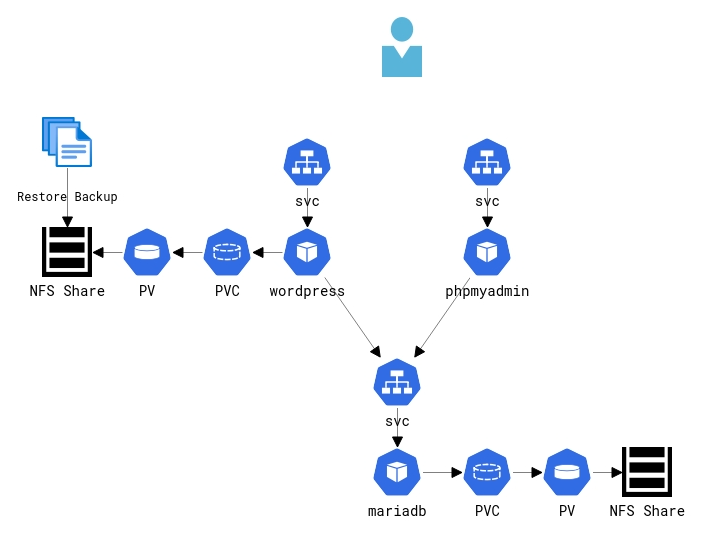 Restore Backup
svc
svc
NFS Share
PV
PVC
wordpress
phpmyadmin
svc
mariadb
PVC
PV
NFS Share